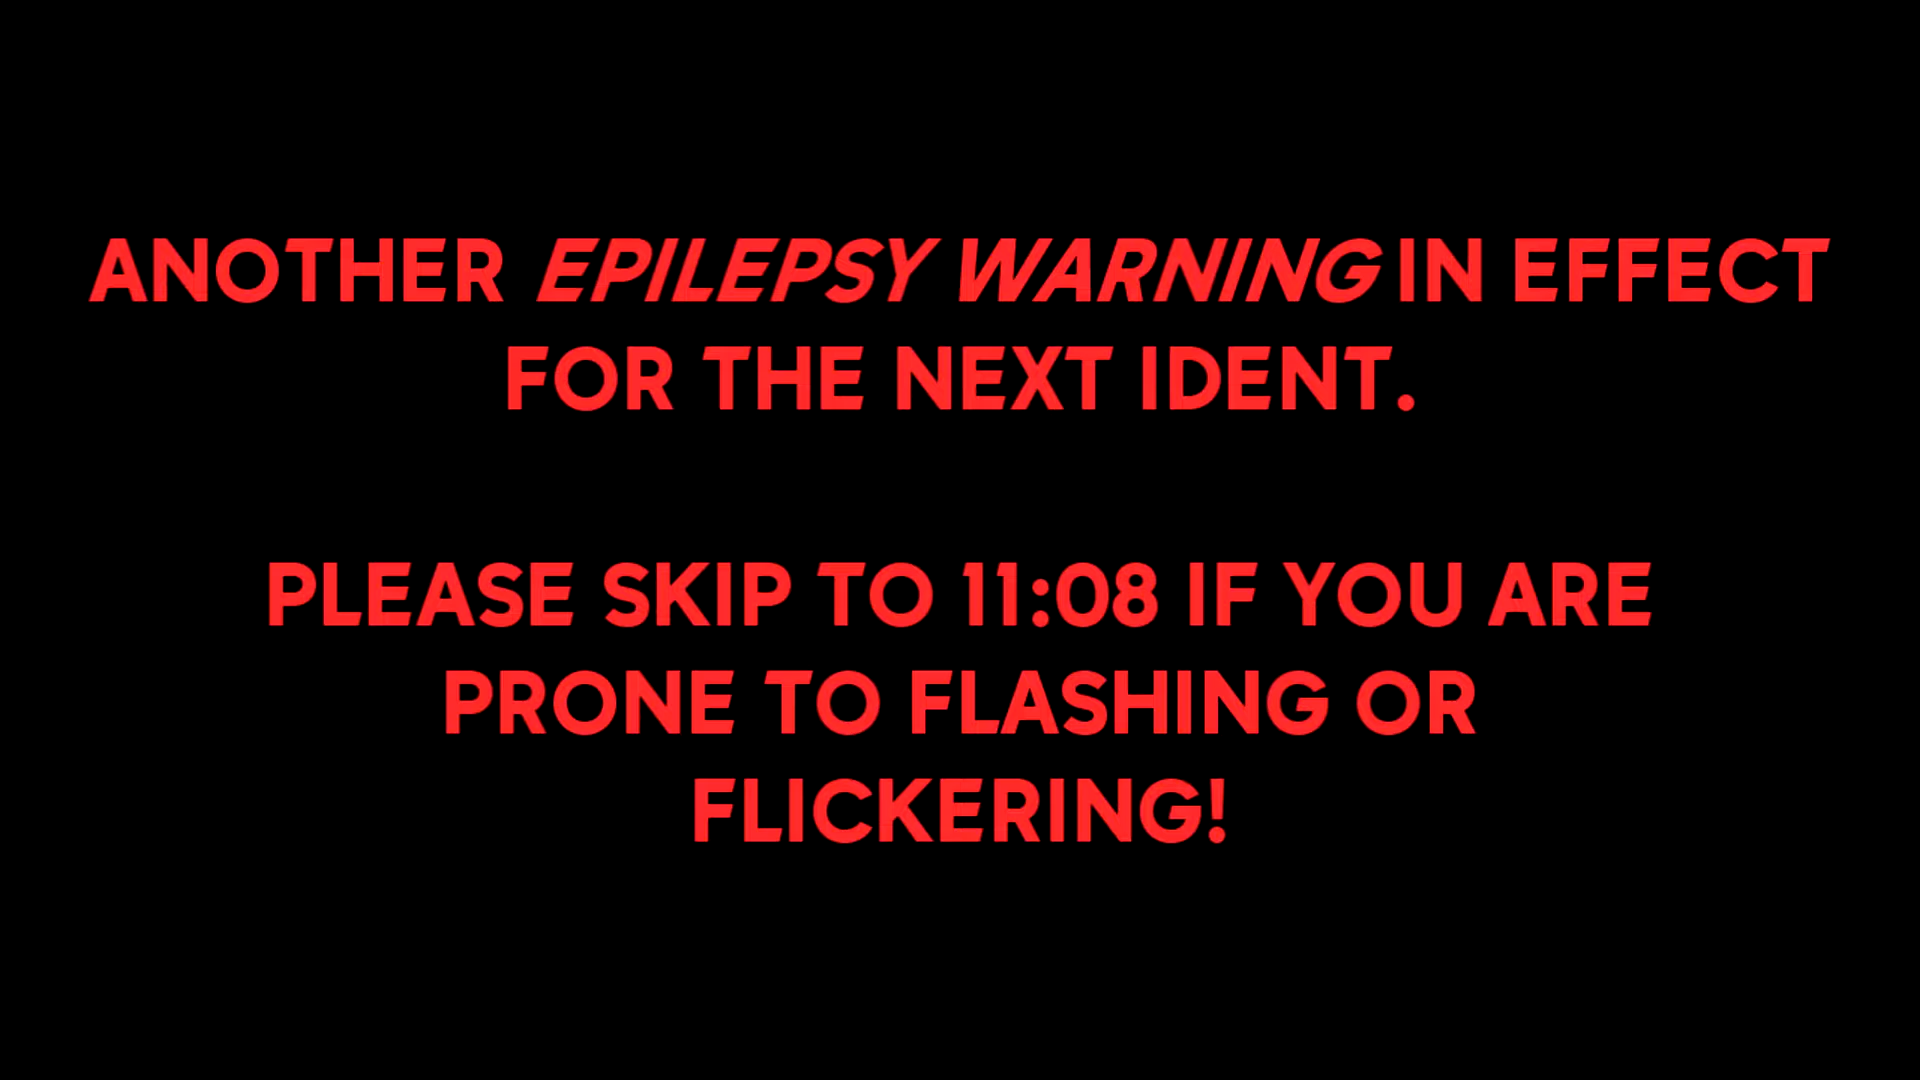 ANOTHER EPILEPSY WARNING IN EFFECT
FOR THE NEXT IDENT.
PLEASE SKIP TO 11:08 IF YOU ARE
PRONE TO FLASHING OR
FLICKERING!